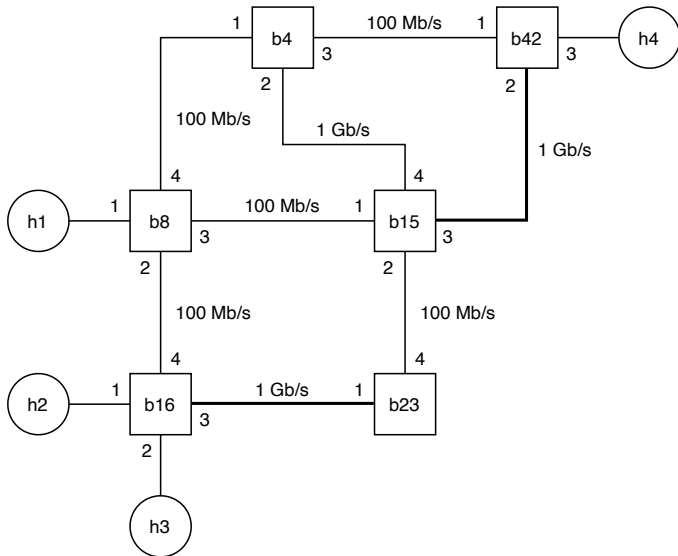 1 b4 3 100 Mb/s 1 b42 3 h4
2 2
100 Mb/s
1 Gb/s
1 Gb/s
4 4
h1 1 b8 3 100 Mb/s 1 b15 3
2 2
100 Mb/s 100 Mb/s
4 4
h2 1 b16 3 1 Gb/s 1 b23
2
h3